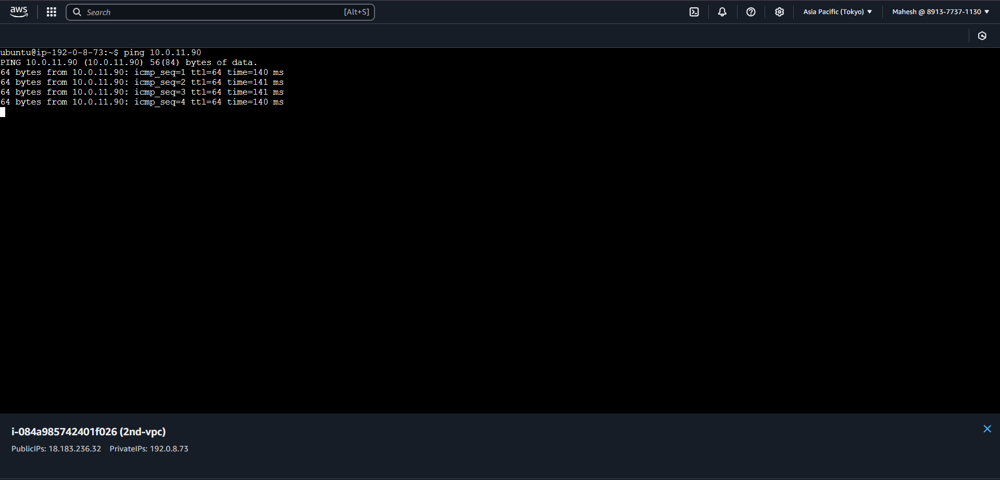 aws
Search [Alt+S]
Asia Pacific (Tokyo)
Mahesh @ 8913-7737-1130
ubuntu@ip-192-0-8-73:~$ ping 10.0.11.90
PING 10.0.11.90 (10.0.11.90) 56(84) bytes of data.
64 bytes from 10.0.11.90: icmp_seq=1 ttl=64 time=140 ms
64 bytes from 10.0.11.90: icmp_seq=2 ttl=64 time=141 ms
64 bytes from 10.0.11.90: icmp_seq=3 ttl=64 time=141 ms
64 bytes from 10.0.11.90: icmp_seq=4 ttl=64 time=140 ms
i-084a985742401f026 (2nd-vpc)
PublicIPs: 18.183.236.32 PrivateIPs: 192.0.8.73